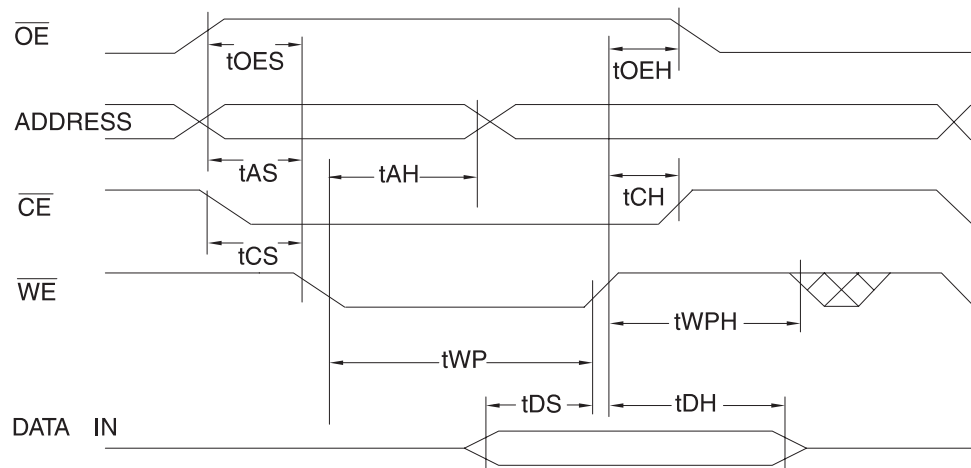 OE
tOES
tOEH
ADDRESS
tAS
tAH
tCH
CE
tCS
WE
tWPH
tWP
tDS
tDH
DATA IN